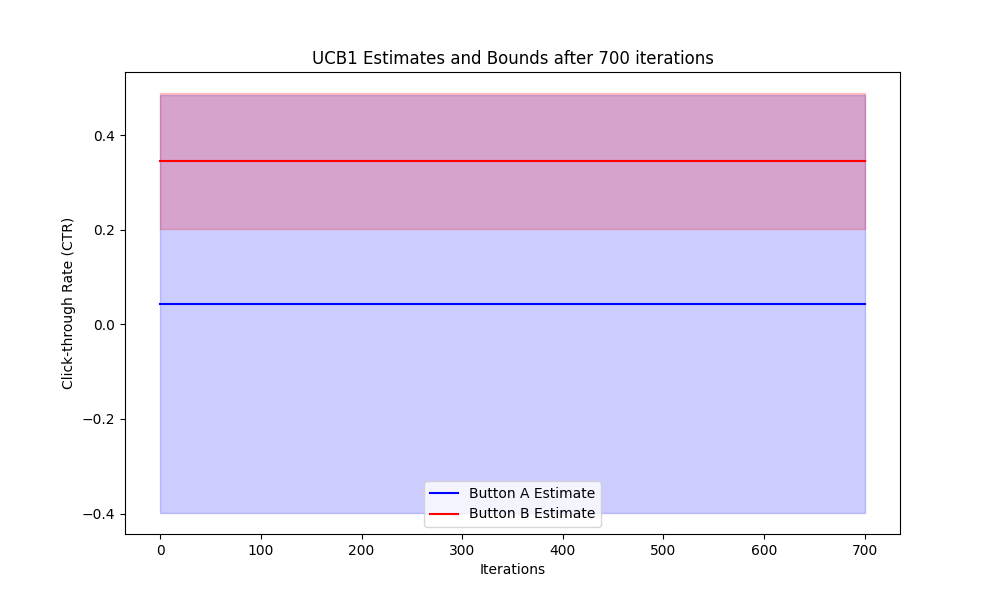 UCB1 Estimates and Bounds after 700 iterations
Click-through Rate (CTR)
0.4
0.2
0.0
−0.2
−0.4
Button A Estimate
Button B Estimate
0 100 200 300 400 500 600 700
Iterations